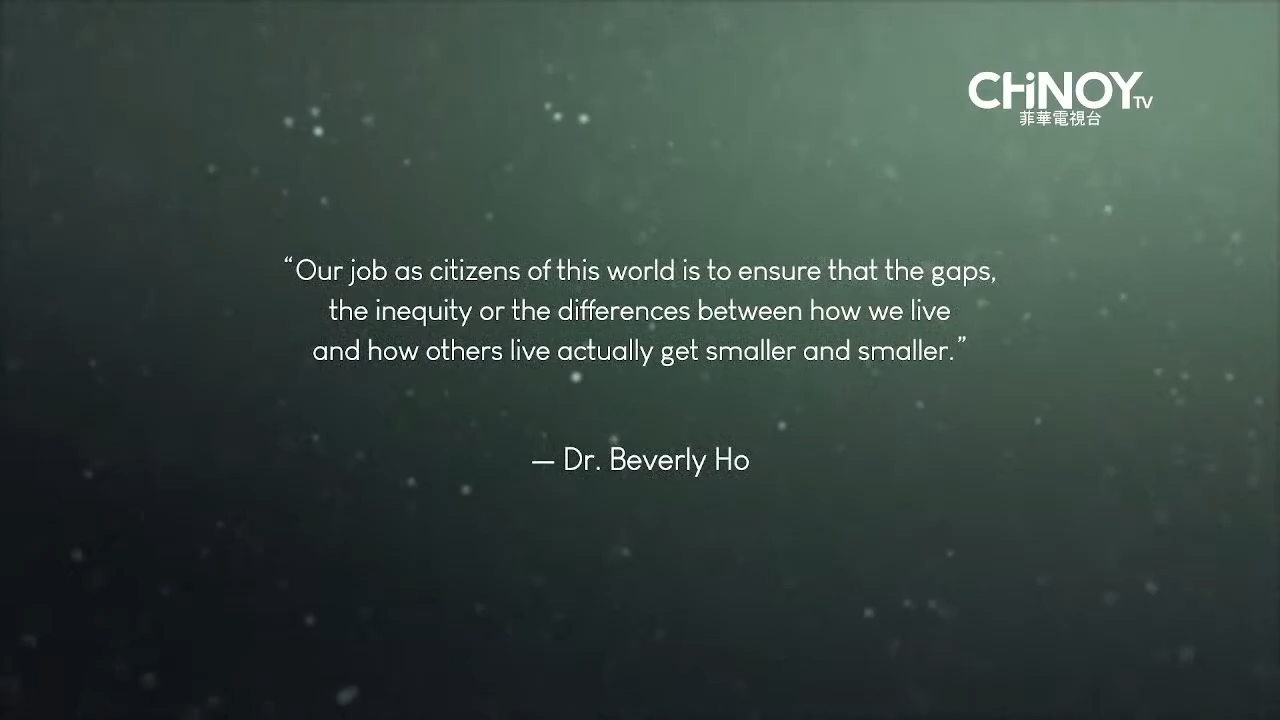 CHiNOY TV
菲華電視台
“Our job as citizens of this world is to ensure that the gaps,
the inequity or the differences between how we live
and how others live actually get smaller and smaller.”
— Dr. Beverly Ho